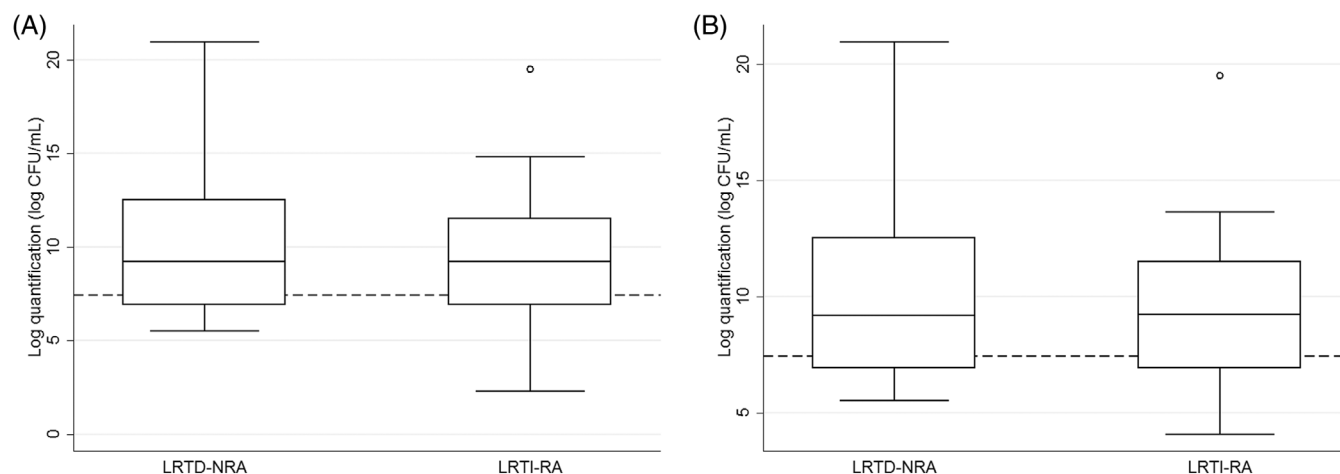 (A)
Log quantification (log CFU/mL)
20
15
10
5
0
LRTD-NRA LRTI-RA
(B)
Log quantification (log CFU/mL)
20
15
10
5
LRTD-NRA LRTI-RA